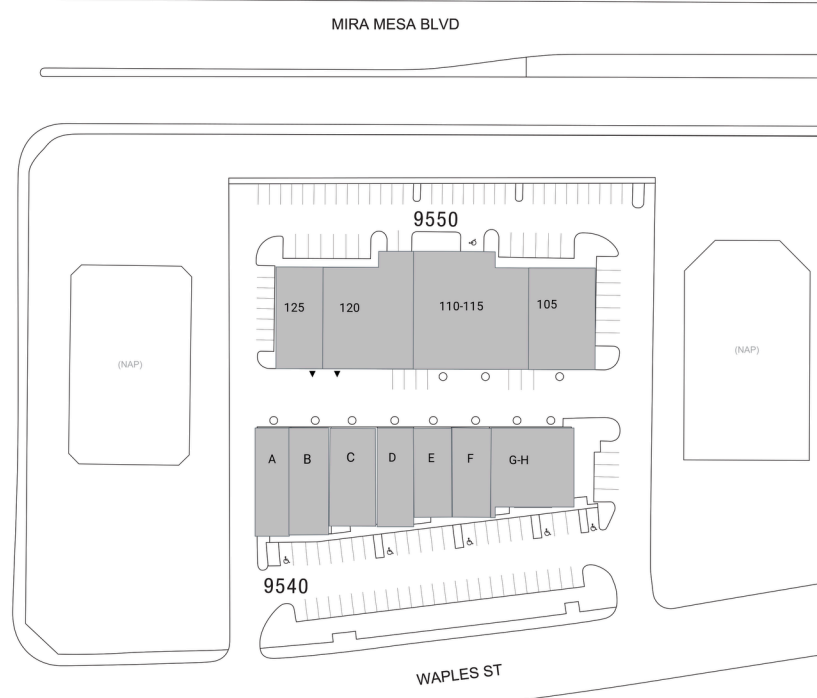 MIRA MESA BLVD
9550
125
120
110-115
105
(NAP)
(NAP)
A
B
C
D
E
F
G-H
9540
WAPLES ST